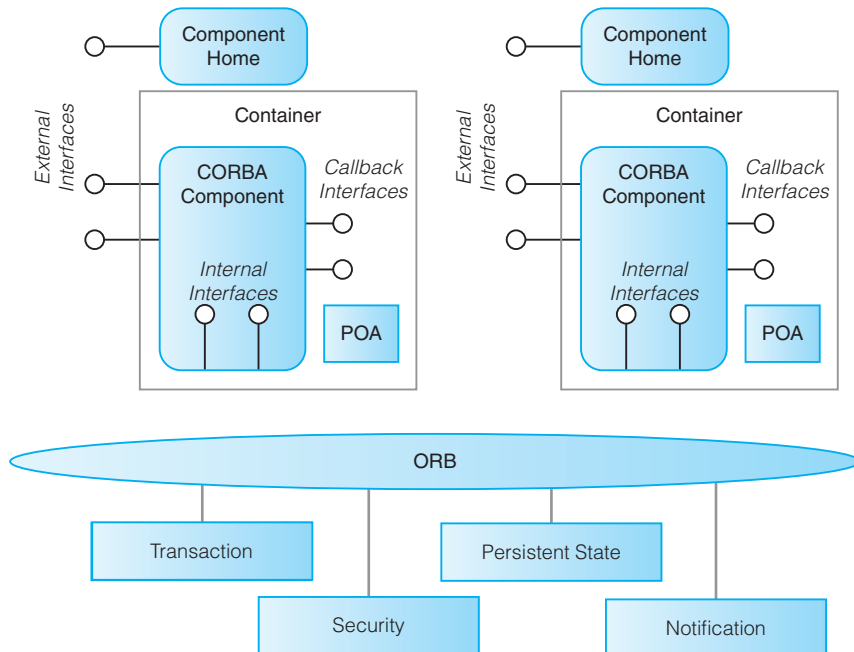 Component
Home
External
Interfaces
Container
CORBA
Component
Callback
Interfaces
Internal
Interfaces
POA
Component
Home
External
Interfaces
Container
CORBA
Component
Callback
Interfaces
Internal
Interfaces
POA
ORB
Transaction
Persistent State
Security
Notification